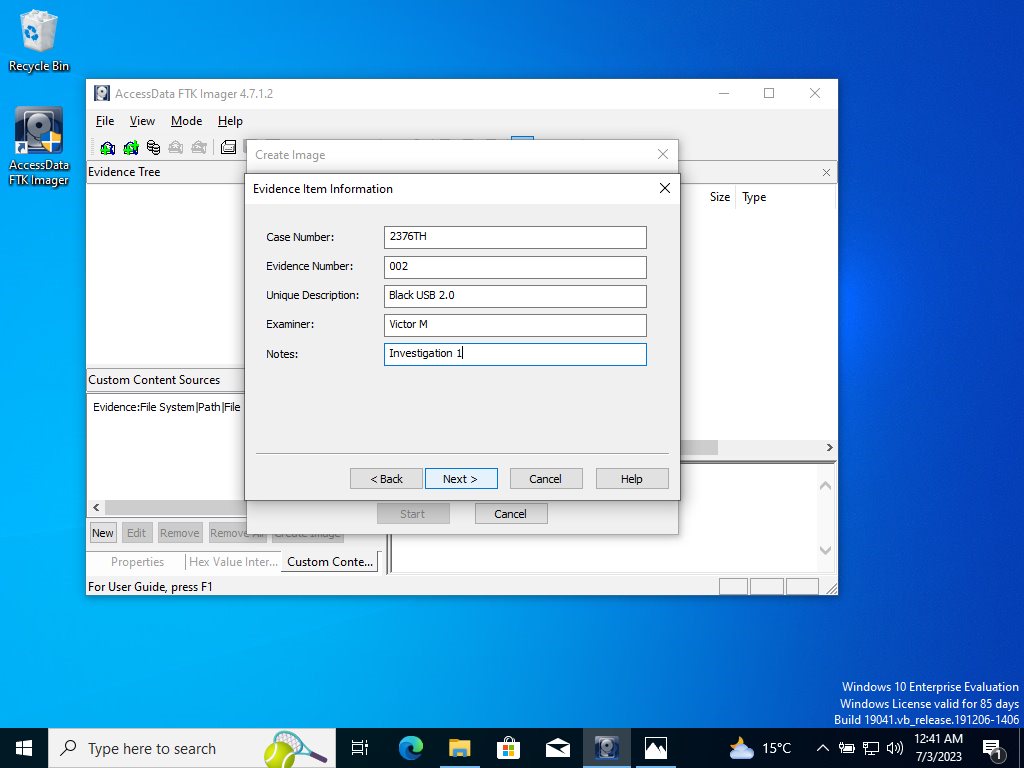 Recycle Bin
AccessData
FTK Imager
AccessData FTK Imager 4.7.1.2
File View Mode Help
Create Image
Evidence Tree
Evidence Item Information
Size Type
Case Number: 2376TH
Evidence Number: 002
Unique Description: Black USB 2.0
Examiner: Victor M
Notes: Investigation 1
Custom Content Sources
Evidence:File System|Path|File
< Back Next > Cancel Help
Start Cancel
New Edit Remove Remove All Create Image
Properties Hex Value Inter... Custom Conte...
For User Guide, press F1
Windows 10 Enterprise Evaluation
Windows License valid for 85 days
Build 19041.vb_release.191206-1406
Type here to search
15°C
12:41 AM
7/3/2023
1